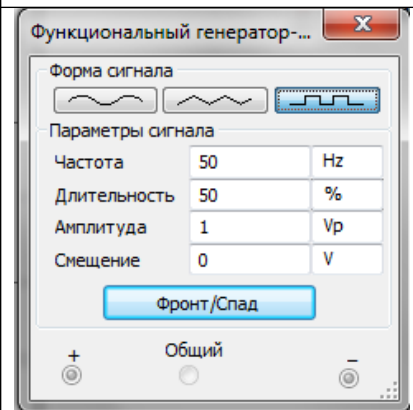 Функциональный генератор-...
Форма сигнала
Параметры сигнала
Частота 50 Hz
Длительность 50 %
Амплитуда 1 Vp
Смещение 0 V
Фронт/Спад
+ Общий −